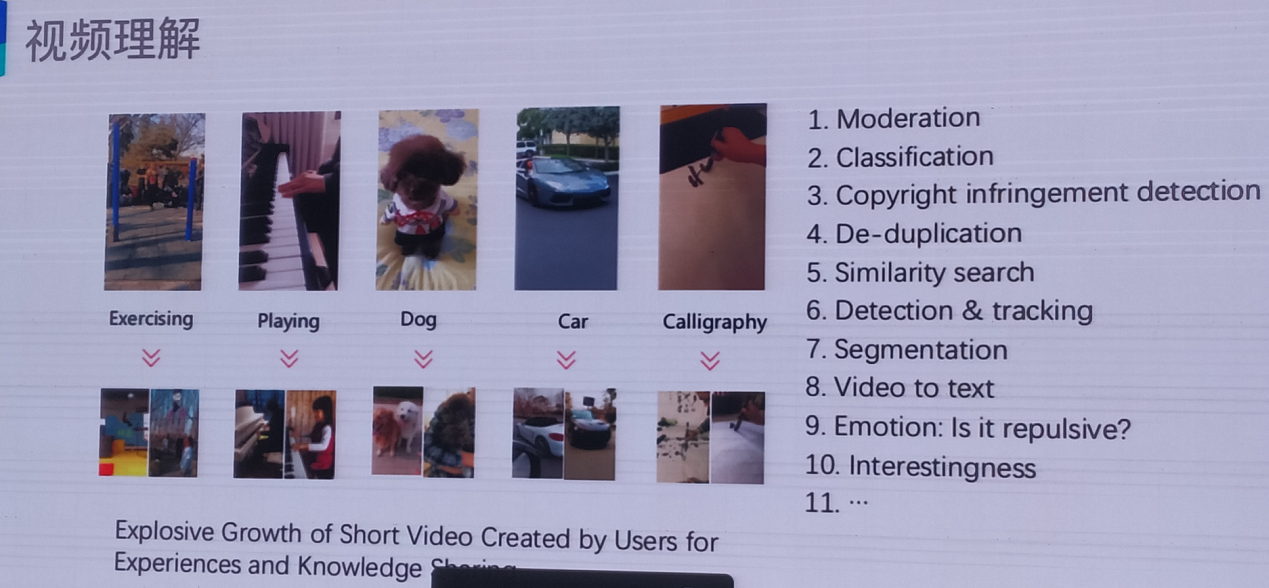 视频理解
Exercising
Playing
Dog
Car
Calligraphy
1. Moderation
2. Classification
3. Copyright infringement detection
4. De-duplication
5. Similarity search
6. Detection & tracking
7. Segmentation
8. Video to text
9. Emotion: Is it repulsive?
10. Interestingness
11. ···
Explosive Growth of Short Video Created by Users for
Experiences and Knowledge